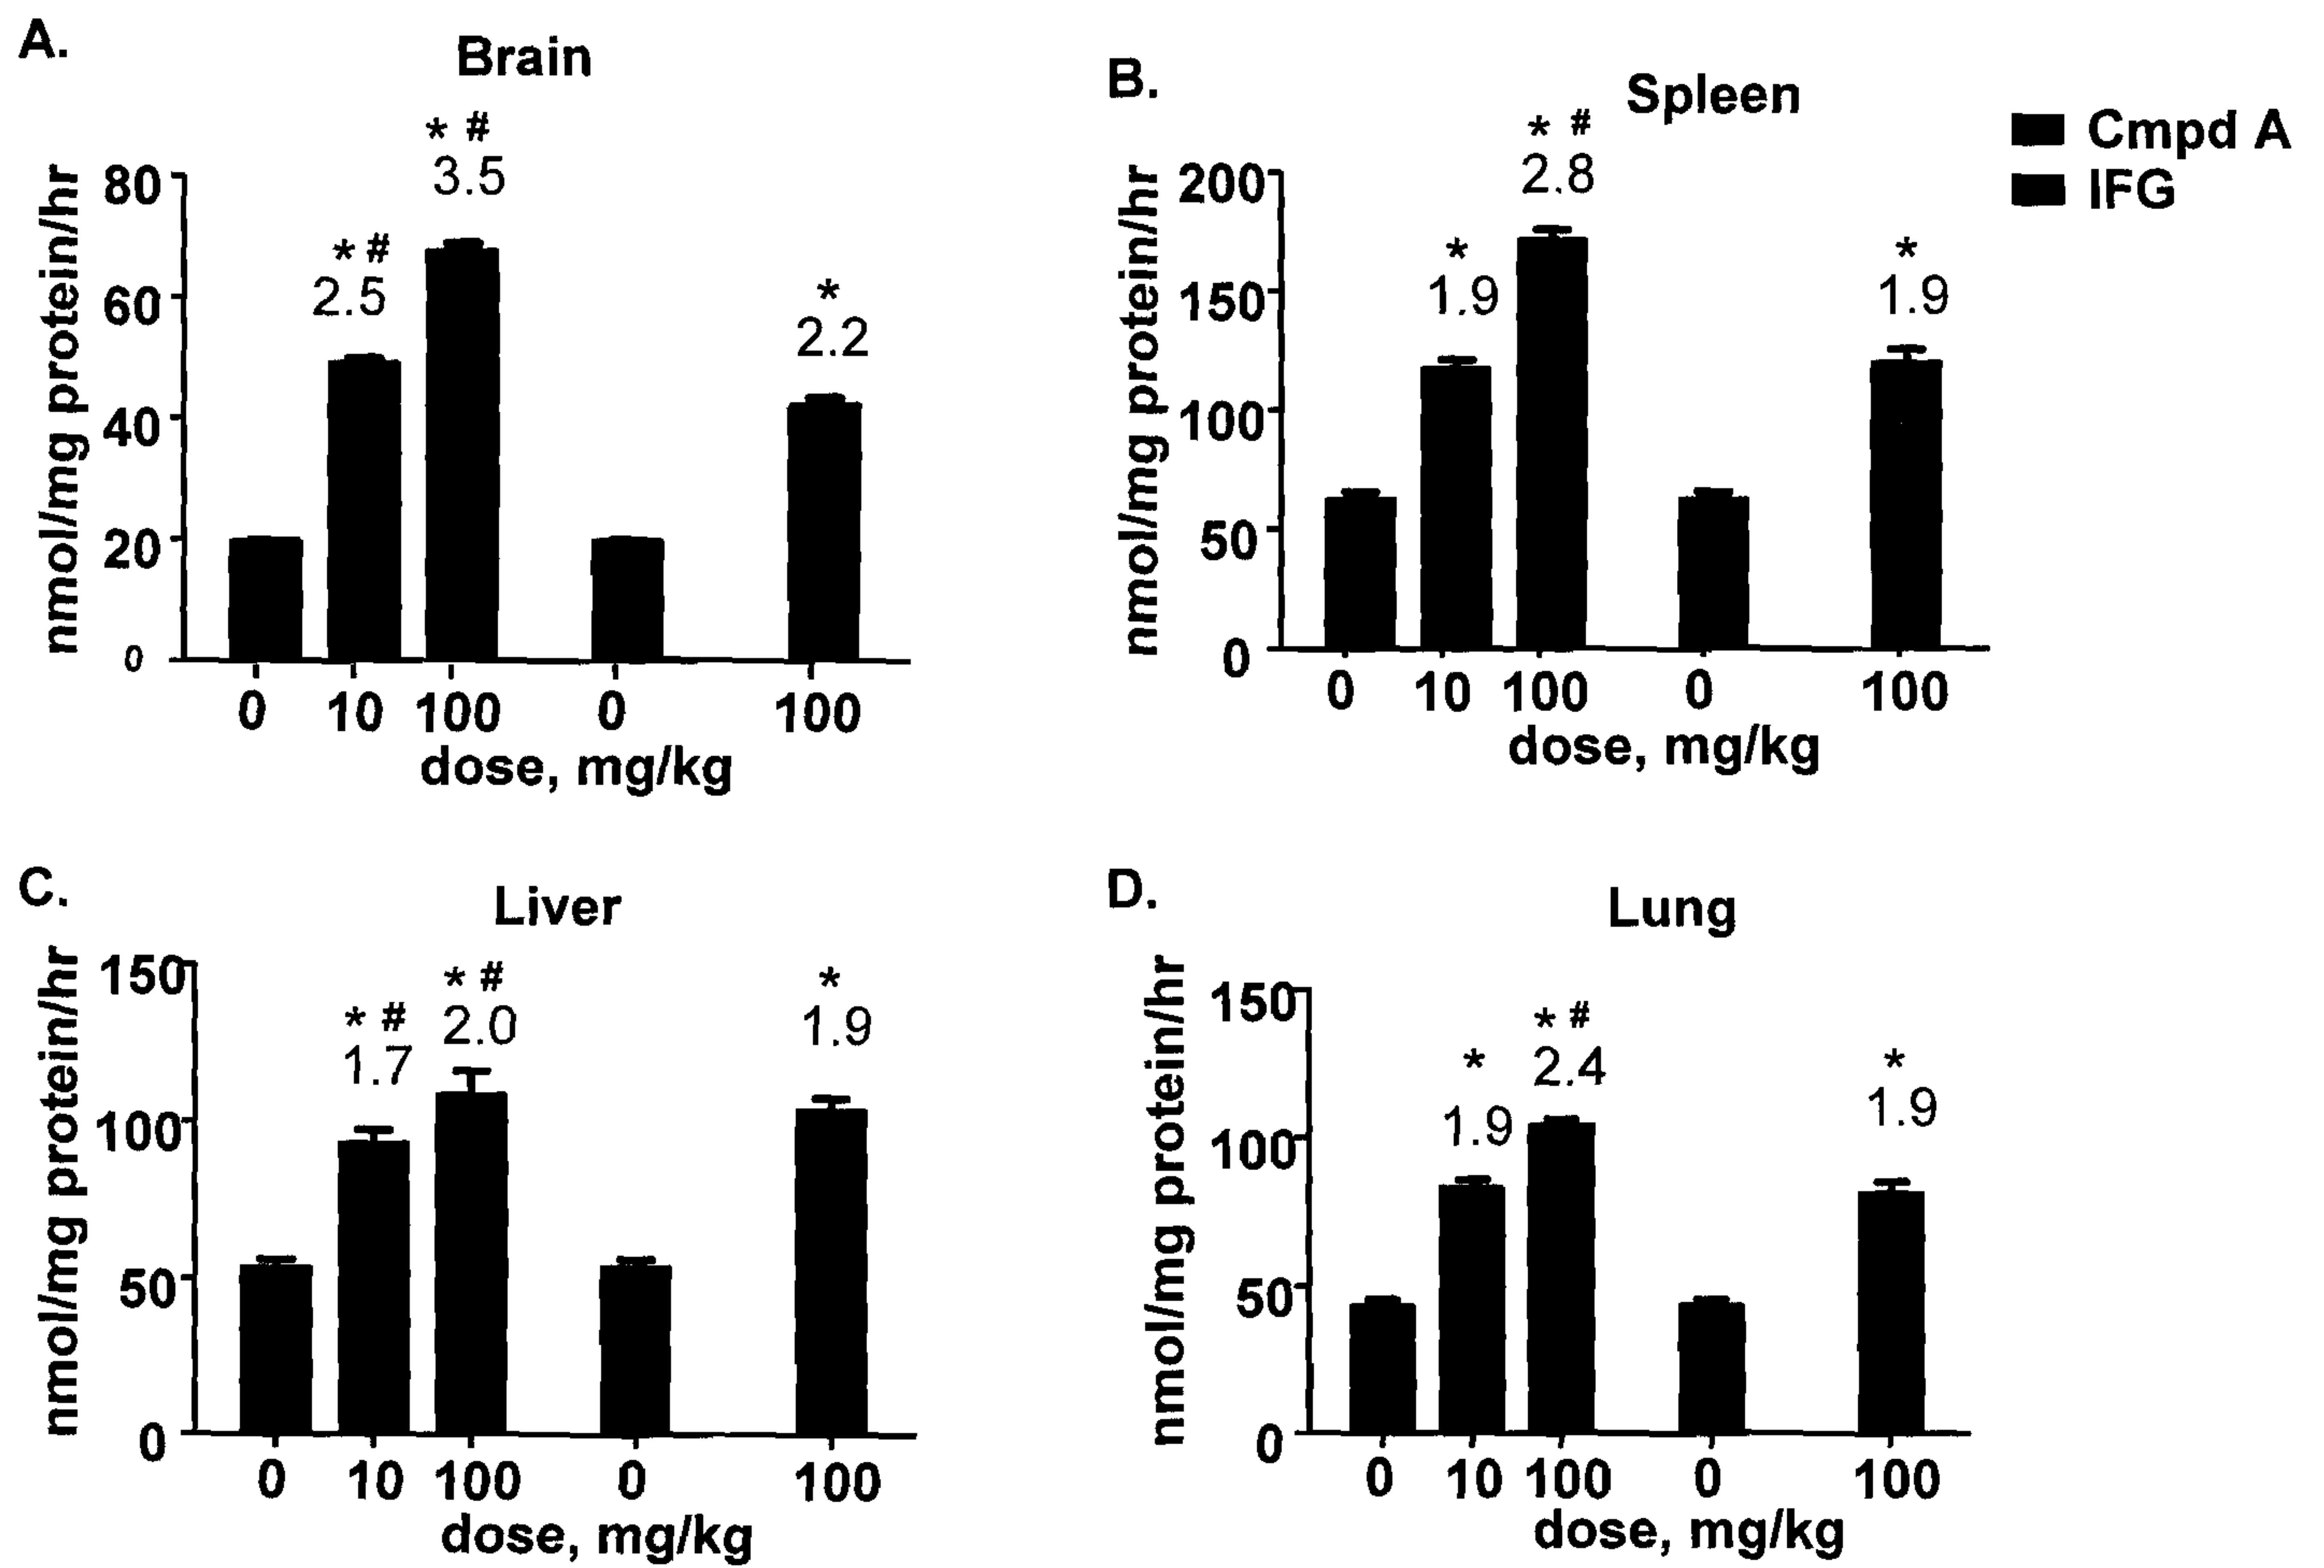 A.
Brain
* #
3.5
* #
2.5
*
2.2
nmol/mg protein/hr
80
60
40
20
0
0 10 100 0 100
dose, mg/kg
B.
Spleen
* #
2.8
*
1.9
*
1.9
nmol/mg protein/hr
200
150
100
50
0
0 10 100 0 100
dose, mg/kg
Cmpd A
IFG
C.
Liver
* #
2.0
* #
1.7
*
1.9
nmol/mg protein/hr
150
100
50
0
0 10 100 0 100
dose, mg/kg
D.
Lung
* #
2.4
*
1.9
*
1.9
nmol/mg protein/hr
150
100
50
0
0 10 100 0 100
dose, mg/kg